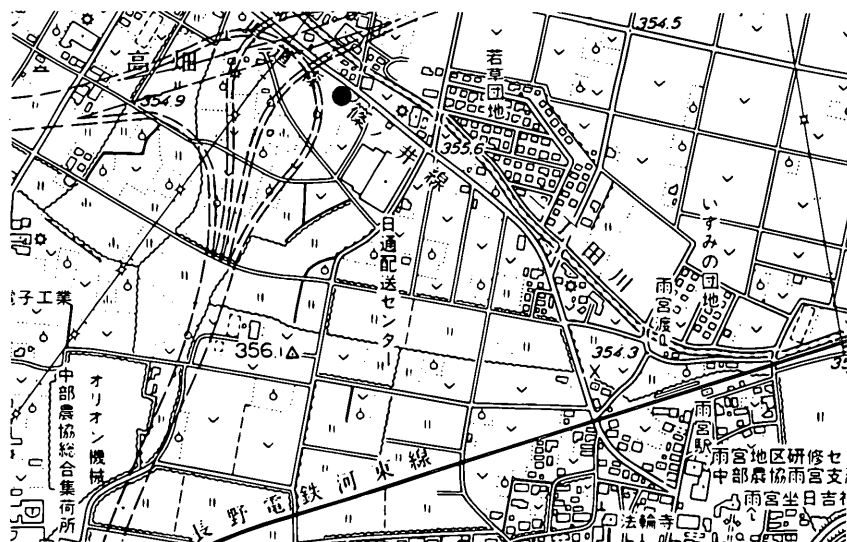 354.5
高畑
354.9
若草団地
355.6
篠ノ井線
日通配送センター
いずみの団地
雨宮渡
電子工業
356.1
354.3
オリオン機械
中部農協総合集荷所
長野電鉄河東線
雨宮駅
雨宮地区研修セ
中部農協雨宮支
雨宮坐日吉
法輪寺